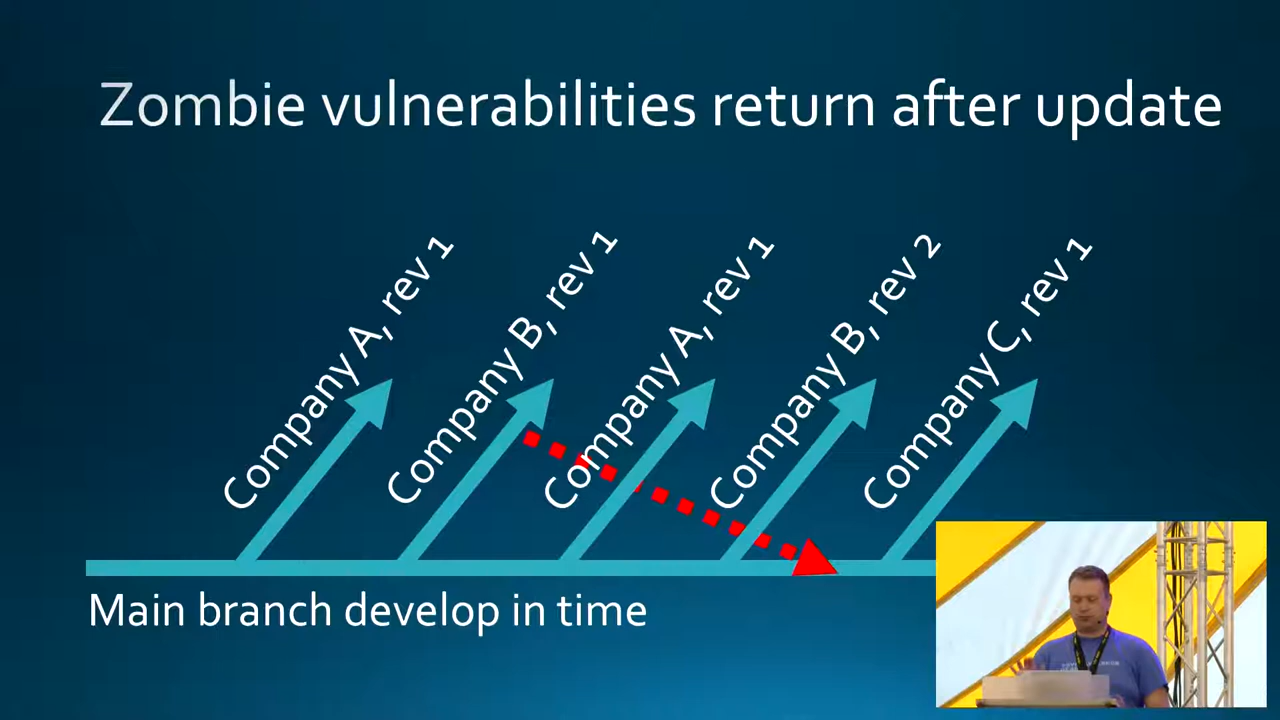 Zombie vulnerabilities return after update
Company A, rev 1
Company B, rev 1
Company A, rev 1
Company B, rev 2
Company C, rev 1
Main branch develop in time